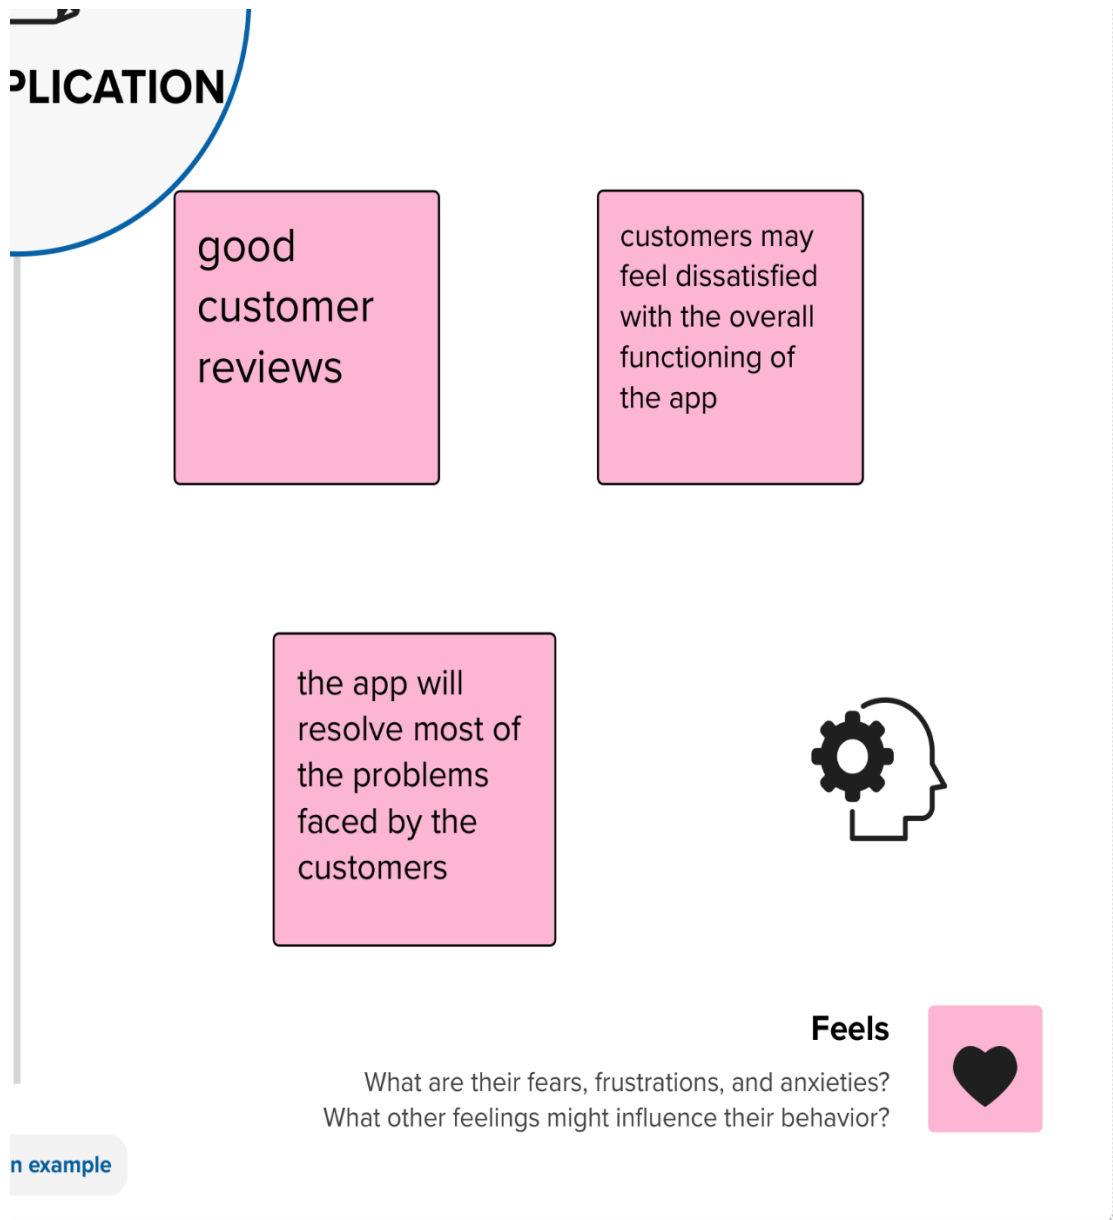 PLICATION
good
customer
reviews
customers may
feel dissatisfied
with the overall
functioning of
the app
the app will
resolve most of
the problems
faced by the
customers
Feels
What are their fears, frustrations, and anxieties?
What other feelings might influence their behavior?
n example